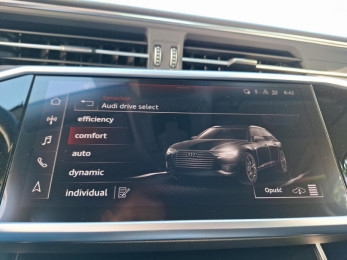 Audi drive select
efficiency
comfort
auto
dynamic
individual
Opuść